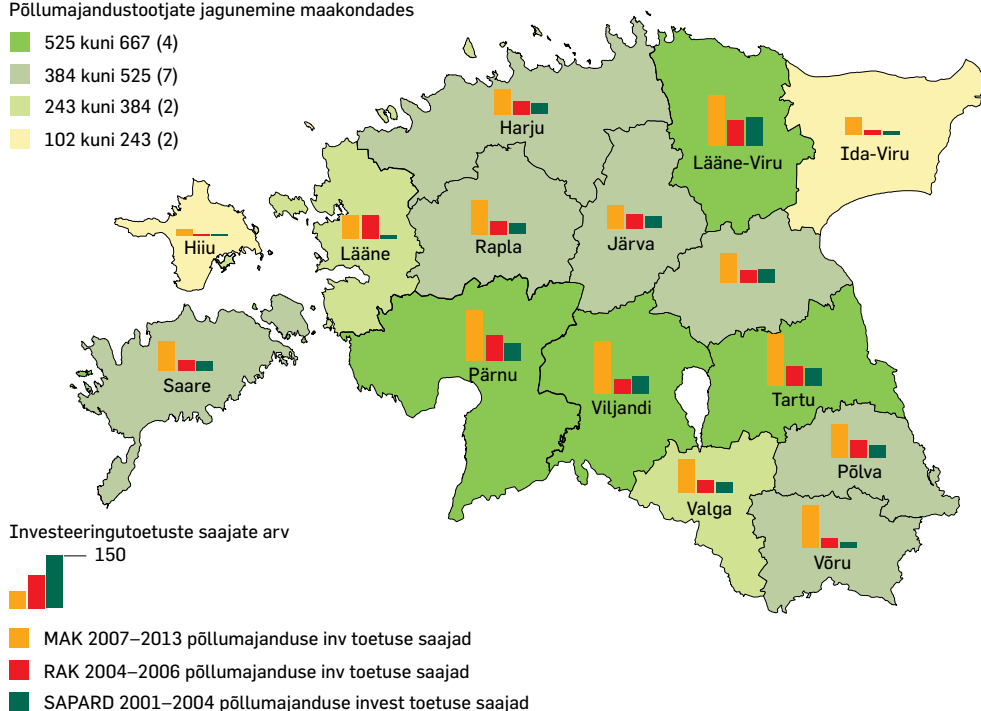 Põllumajandustootjate jagunemine maakondades
525 kuni 667 (4)
384 kuni 525 (7)
243 kuni 384 (2)
102 kuni 243 (2)
Harju
Lääne-Viru
Ida-Viru
Hiiu
Lääne
Rapla
Järva
Saare
Pärnu
Viljandi
Tartu
Põlva
Valga
Võru
Investeeringutoetuste saajate arv
150
MAK 2007–2013 põllumajanduse inv toetuse saajad
RAK 2004–2006 põllumajanduse inv toetuse saajad
SAPARD 2001–2004 põllumajanduse invest toetuse saajad